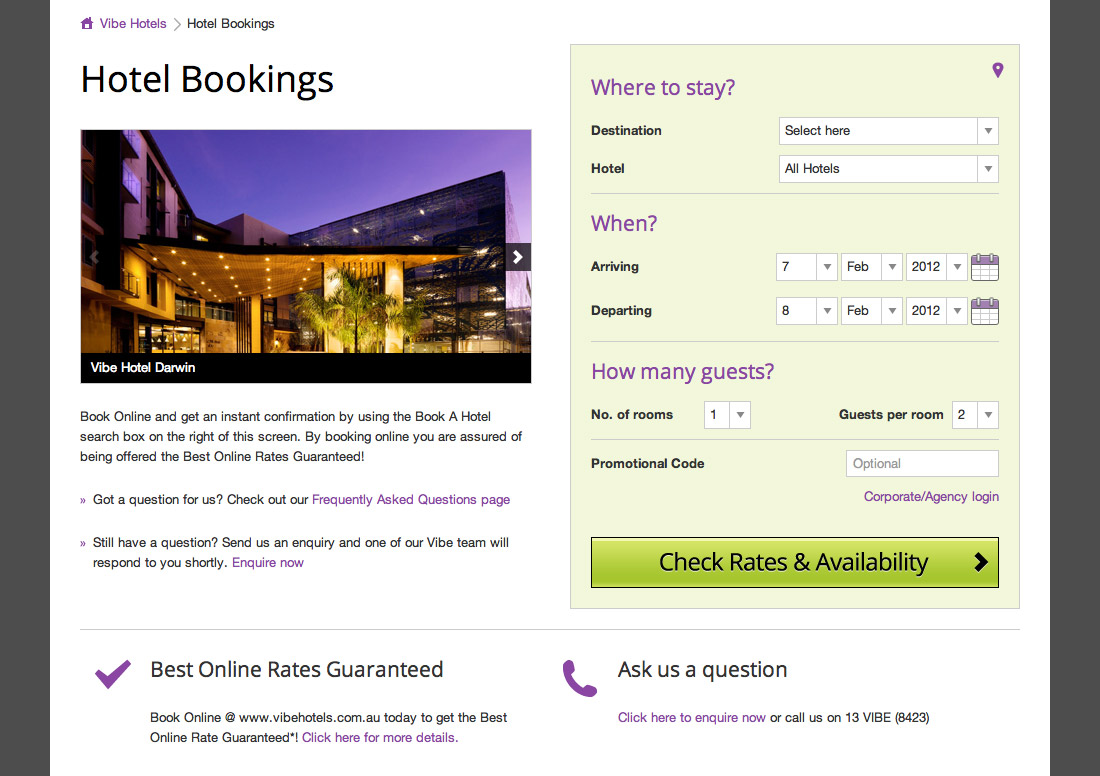 Vibe Hotels Hotel Bookings
Hotel Bookings
Vibe Hotel Darwin
Book Online and get an instant confirmation by using the Book A Hotel
search box on the right of this screen. By booking online you are assured of
being offered the Best Online Rates Guaranteed!
» Got a question for us? Check out our Frequently Asked Questions page
» Still have a question? Send us an enquiry and one of our Vibe team will
respond to you shortly. Enquire now
Where to stay?
Destination Select here
Hotel All Hotels
When?
Arriving 7 Feb 2012
Departing 8 Feb 2012
How many guests?
No. of rooms 1 Guests per room 2
Promotional Code Optional
Corporate/Agency login
Check Rates & Availability
Best Online Rates Guaranteed
Book Online @ www.vibehotels.com.au today to get the Best
Online Rate Guaranteed*! Click here for more details.
Ask us a question
Click here to enquire now or call us on 13 VIBE (8423)